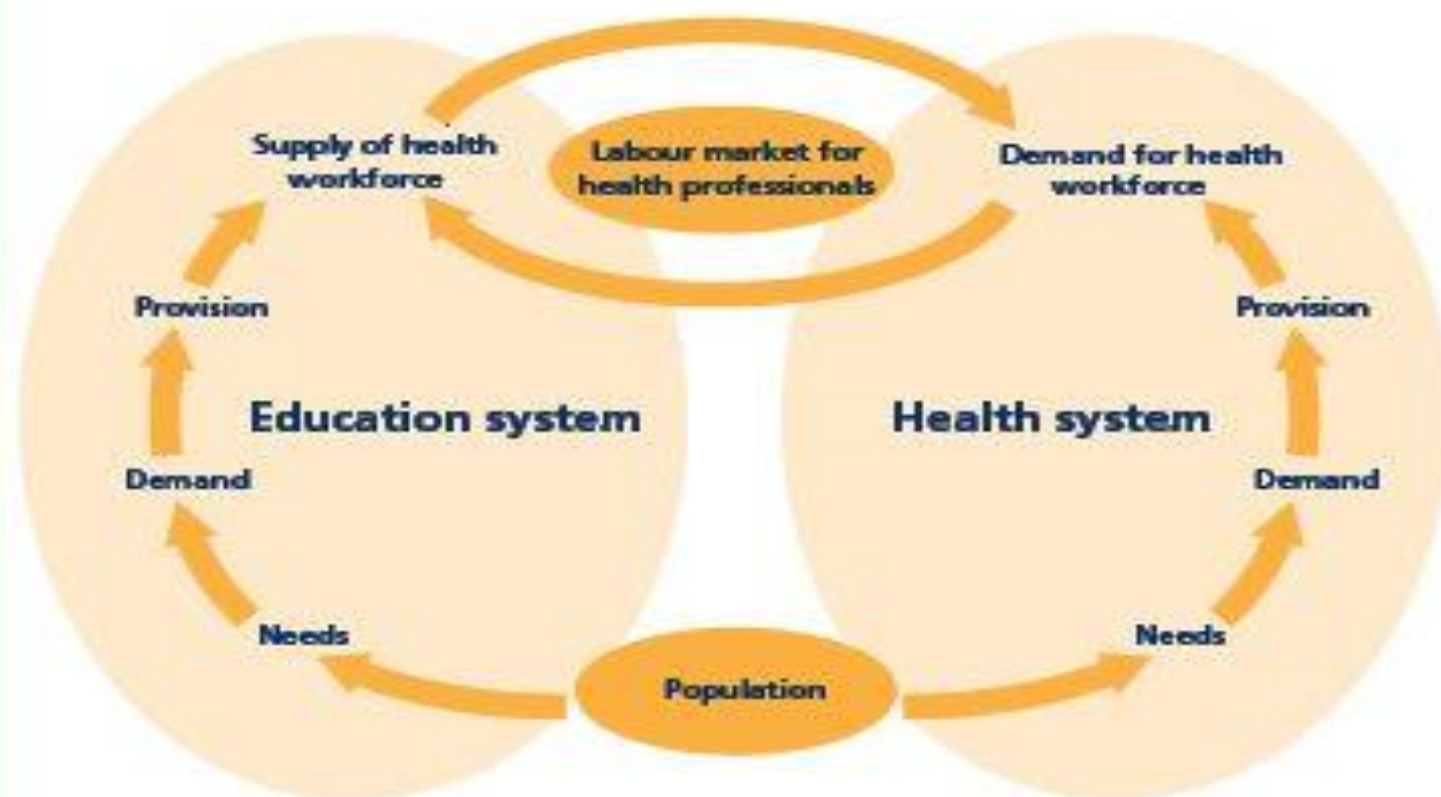 Supply of health
workforce
Labour market for
health professionals
Demand for health
workforce
Provision
Provision
Education system
Health system
Demand
Demand
Needs
Needs
Population